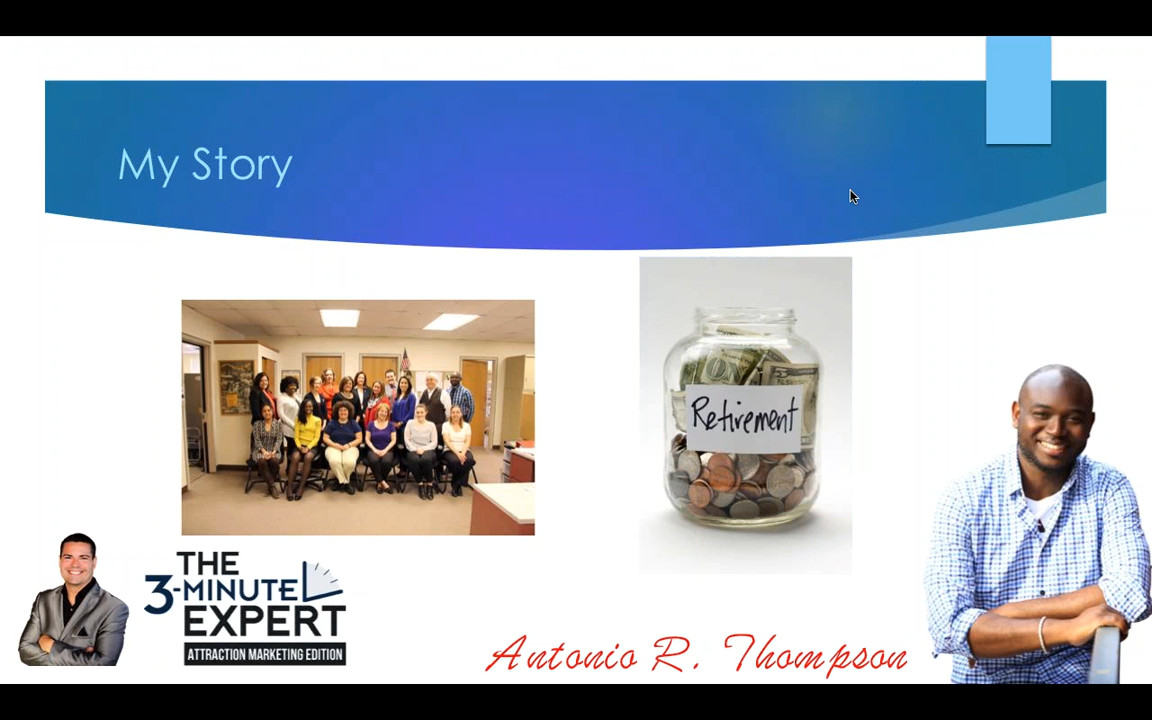 My Story
Retirement
THE
3-MINUTE
EXPERT
ATTRACTION MARKETING EDITION
Antonio R. Thompson